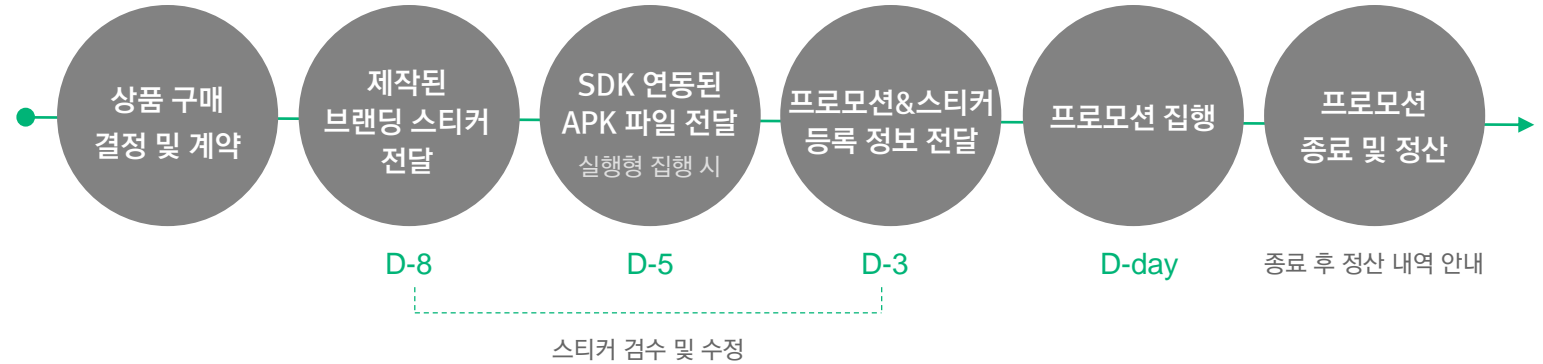 상품 구매
결정 및 계약
제작된
브랜딩 스티커
전달
SDK 연동된
APK 파일 전달
실행형 집행 시
프로모션&스티커
등록 정보 전달
프로모션 집행
프로모션
종료 및 정산
D-8
D-5
D-3
D-day
종료 후 정산 내역 안내
스티커 검수 및 수정